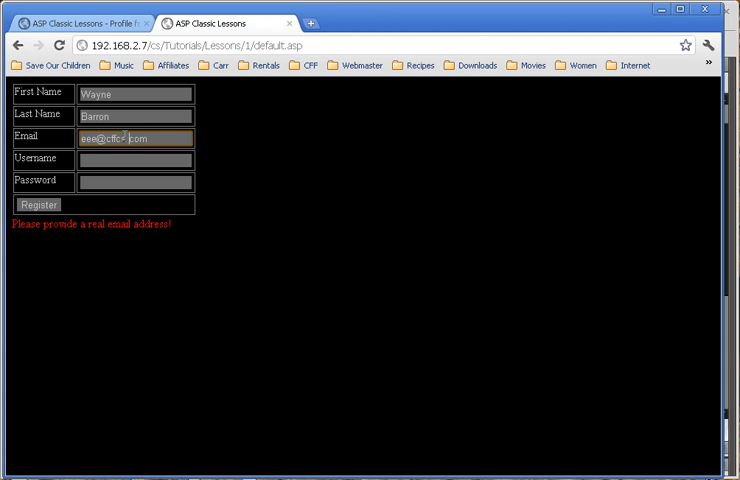 ASP Classic Lessons - Profile f
ASP Classic Lessons
192.168.2.7/cs/Tutorials/Lessons/1/default.asp
Save Our Children Music Affiliates Carr Rentals CFF Webmaster Recipes Downloads Movies Women Internet »
First Name Wayne
Last Name Barron
Email
Username
Password
Register
Please provide a real email address!